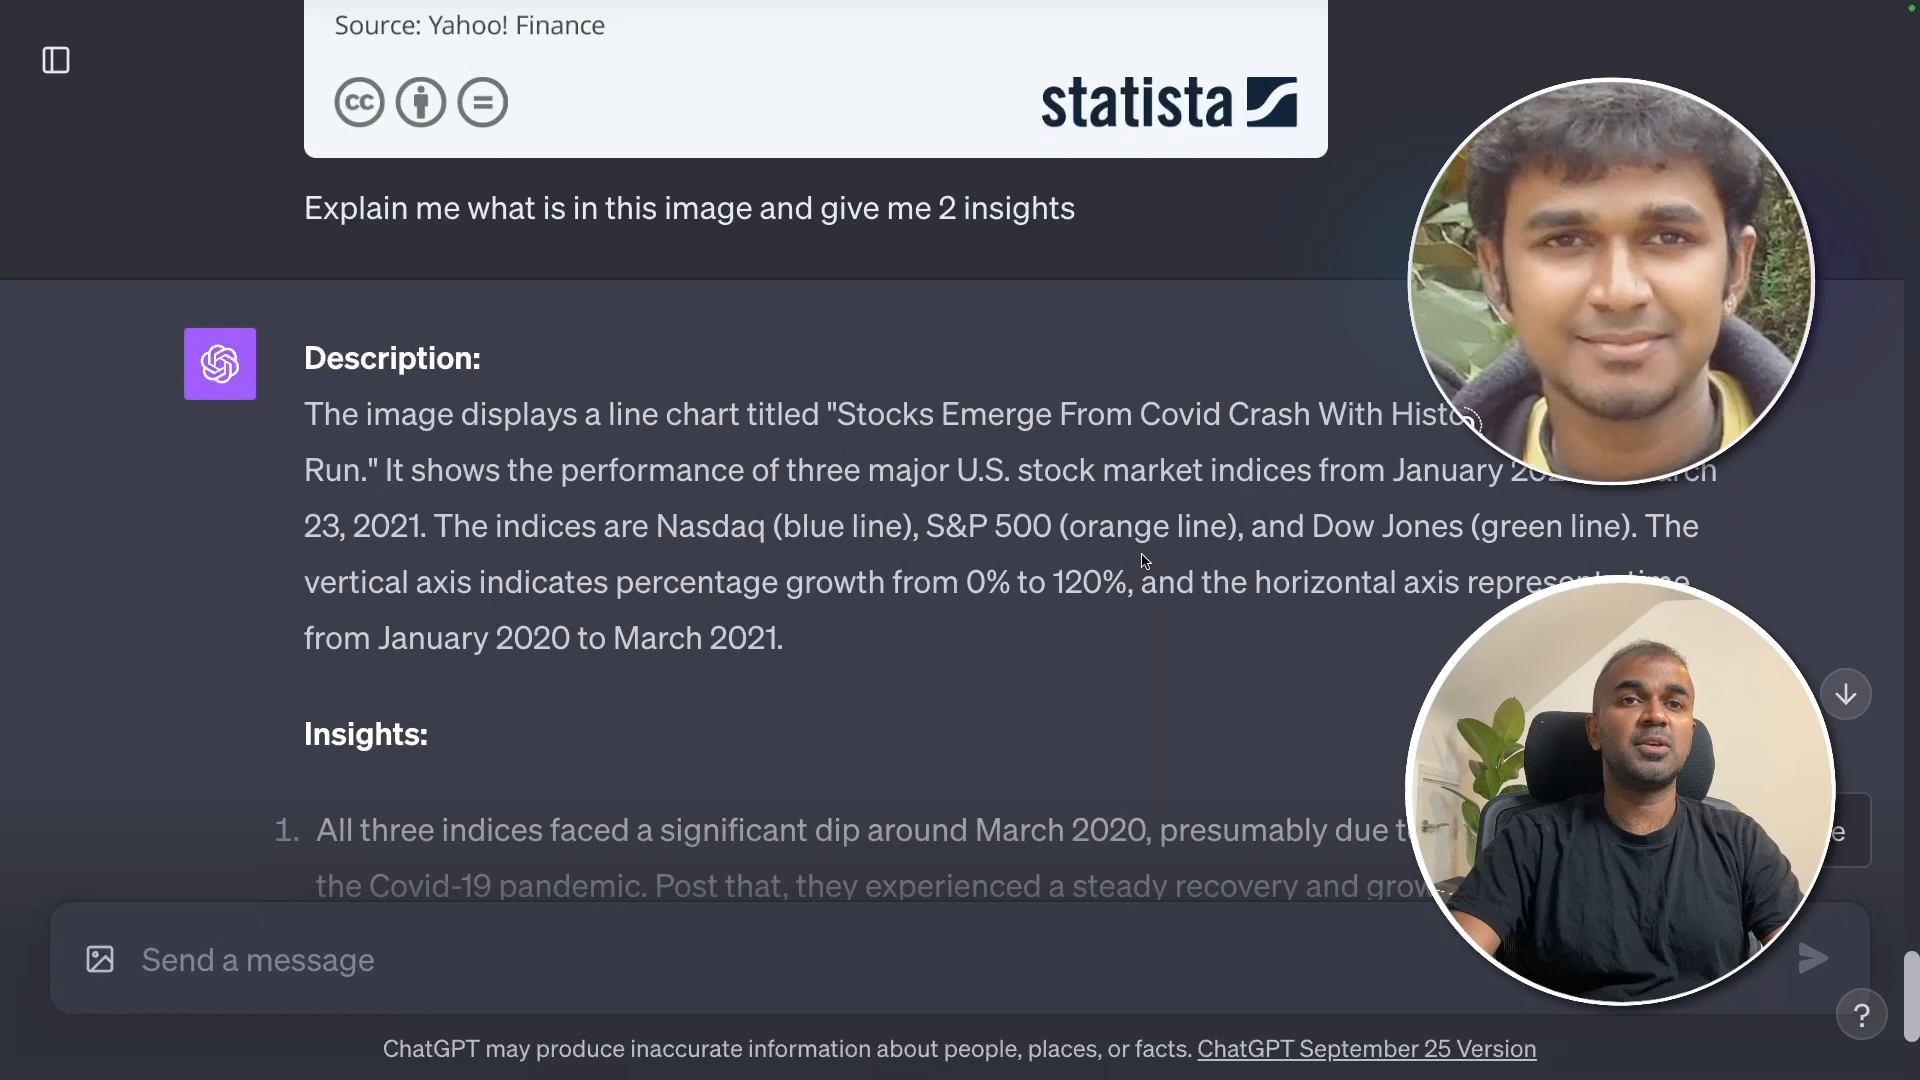 Source: Yahoo! Finance
cc
statista
Explain me what is in this image and give me 2 insights
Description:
The image displays a line chart titled "Stocks Emerge From Covid Crash With
Run." It shows the performance of three major U.S. stock market indices from January
23, 2021. The indices are Nasdaq (blue line), S&P 500 (orange line), and Dow Jones (green line). The
vertical axis indicates percentage growth from 0% to 120%, and the horizontal axis represents time
from January 2020 to March 2021.
Insights:
1. All three indices faced a significant dip around March 2020, presumably due
the Covid-19 pandemic. Post that, they experienced a steady recovery and
Send a message
?
ChatGPT may produce inaccurate information about people, places, or facts. ChatGPT September 25 Version